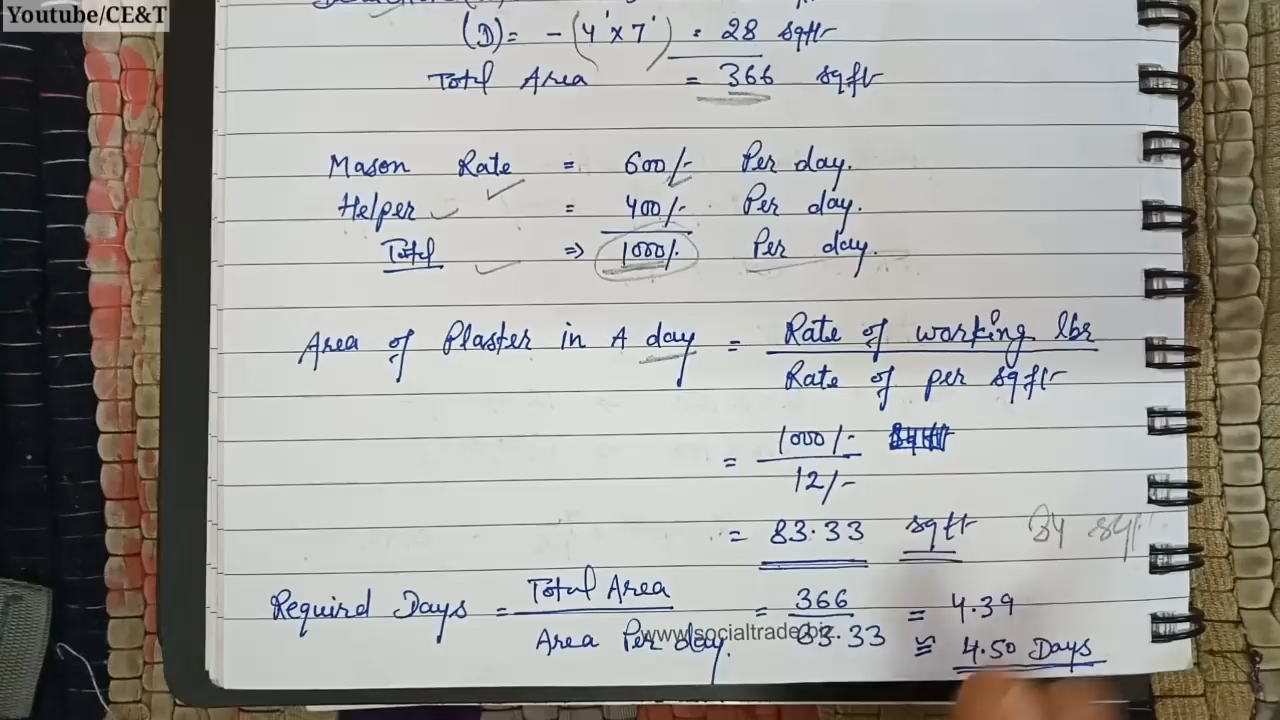 Youtube/CE&T
(D) = - (4' x 7') = 28 sqft
Total Area = 366 sqft
Mason Rate = 600/- Per day.
Helper = 400/- Per day.
Total ⇒ 1000/- Per day.
Area of Plaster in A day = Rate of working lbr
Rate of per sqft
= 1000/-
12/-
= 83.33 sqft 84 sqft
Requird Days = Total Area = 366 = 4.39
Area Per day. 83.33 ≅ 4.50 Days
www.socialtrade.biz